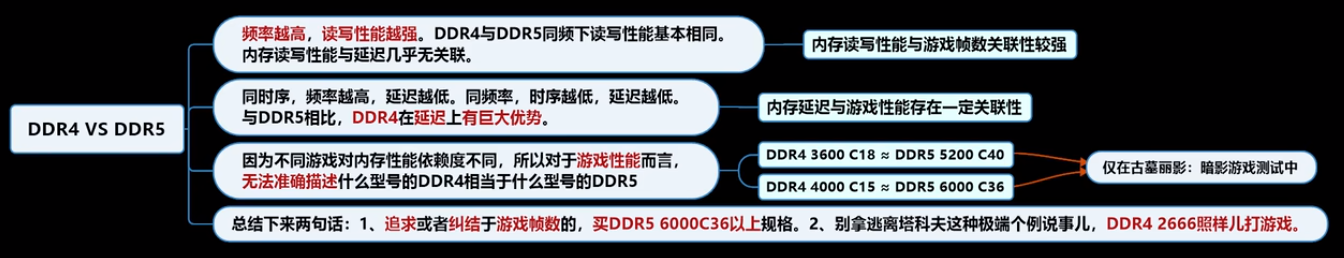 DDR4 VS DDR5
频率越高，读写性能越强。DDR4与DDR5同频下读写性能基本相同。
内存读写性能与延迟几乎无关联。
内存读写性能与游戏帧数关联性较强
同时序，频率越高，延迟越低。同频率，时序越低，延迟越低。
与DDR5相比，DDR4在延迟上有巨大优势。
内存延迟与游戏性能存在一定关联性
因为不同游戏对内存性能依赖度不同，所以对于游戏性能而言，
无法准确描述什么型号的DDR4相当于什么型号的DDR5
DDR4 3600 C18 ≈ DDR5 5200 C40
DDR4 4000 C15 ≈ DDR5 6000 C36
仅在古墓丽影：暗影游戏测试中
总结下来两句话：1、追求或者纠结于游戏帧数的，买DDR5 6000C36以上规格。2、别拿逃离塔科夫这种极端个例说事儿，DDR4 2666照样儿打游戏。